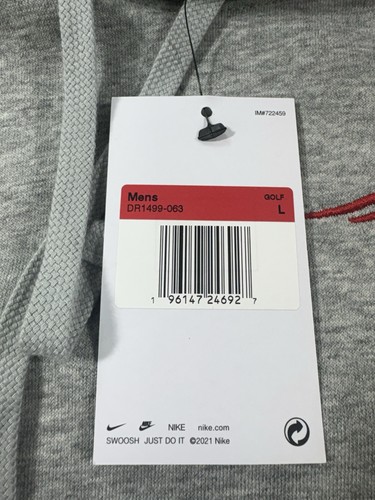 IM#722459
Mens GOLF
DR1499-063 L
1 96147 24692 7
NIKE nike.com
SWOOSH JUST DO IT ©2021 Nike